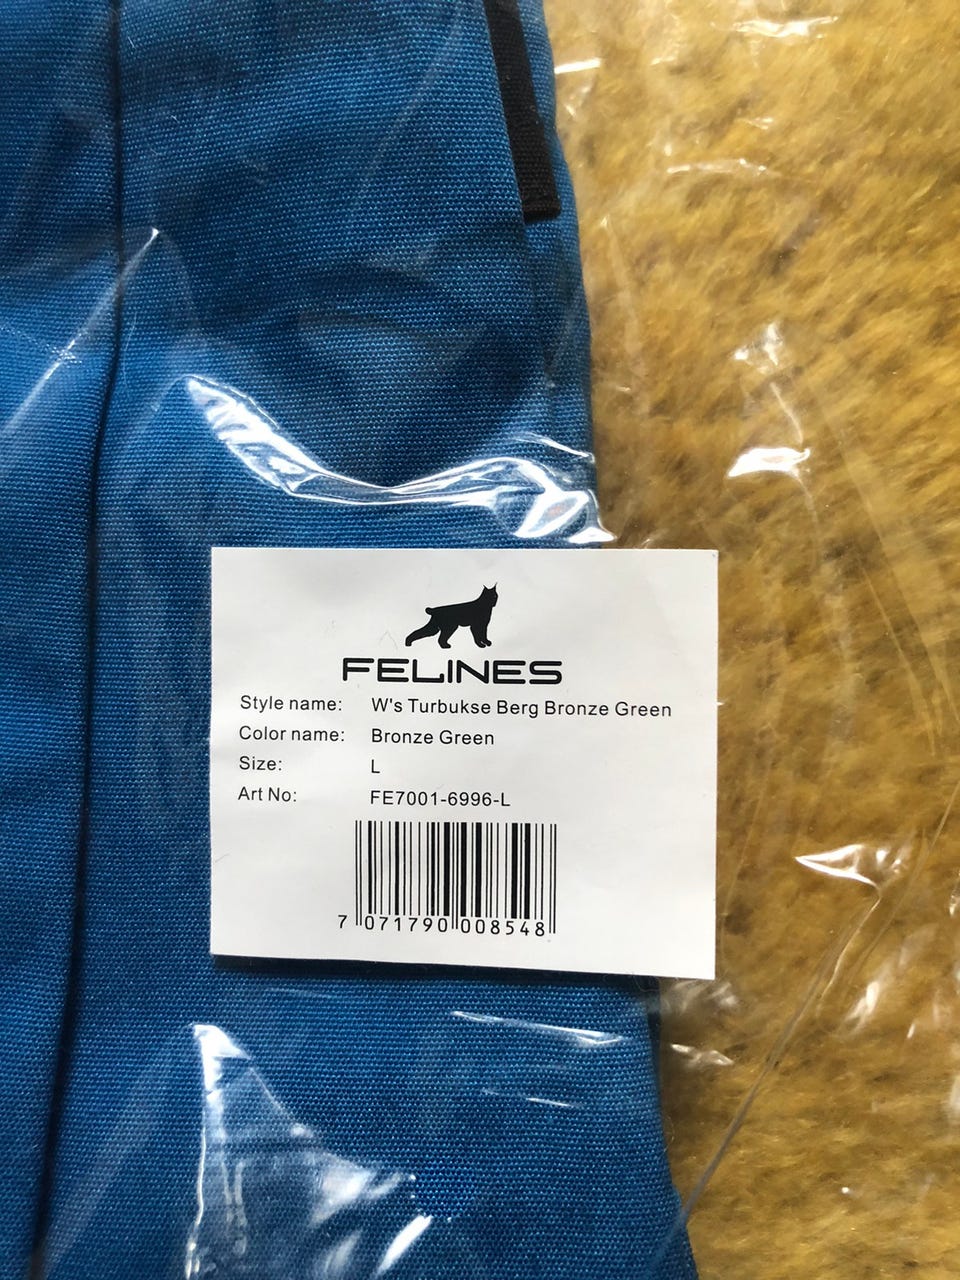 FELINES
Style name: W's Turbukse Berg Bronze Green
Color name: Bronze Green
Size: L
Art No: FE7001-6996-L
7 071790 008548